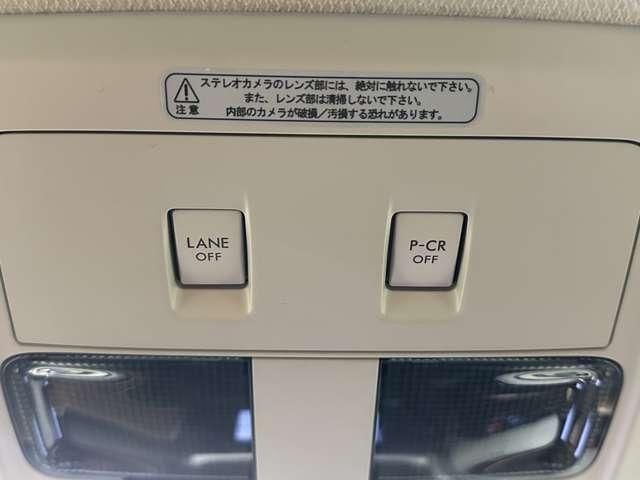 ステレオカメラのレンズ部には、絶対に触れないで下さい。
また、レンズ部は清掃しないで下さい。
内部のカメラが破損／汚損する恐れがあります。
注意
LANE
OFF
P-CR
OFF